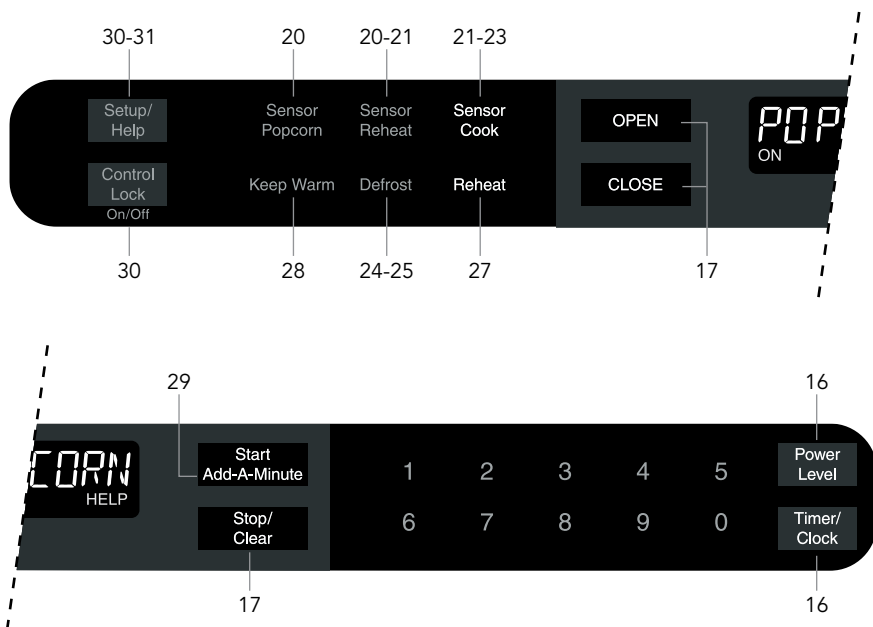 30-31 20 20-21 21-23
Setup/ Sensor Sensor Sensor OPEN POP
Help Popcorn Reheat Cook ON
Control Keep Warm Defrost Reheat CLOSE
Lock
On/Off
30 28 24-25 27 17
29 16
CORN Start 1 2 3 4 5 Power
HELP Add-A-Minute Level
Stop/ 6 7 8 9 0 Timer/
Clear Clock
17 16